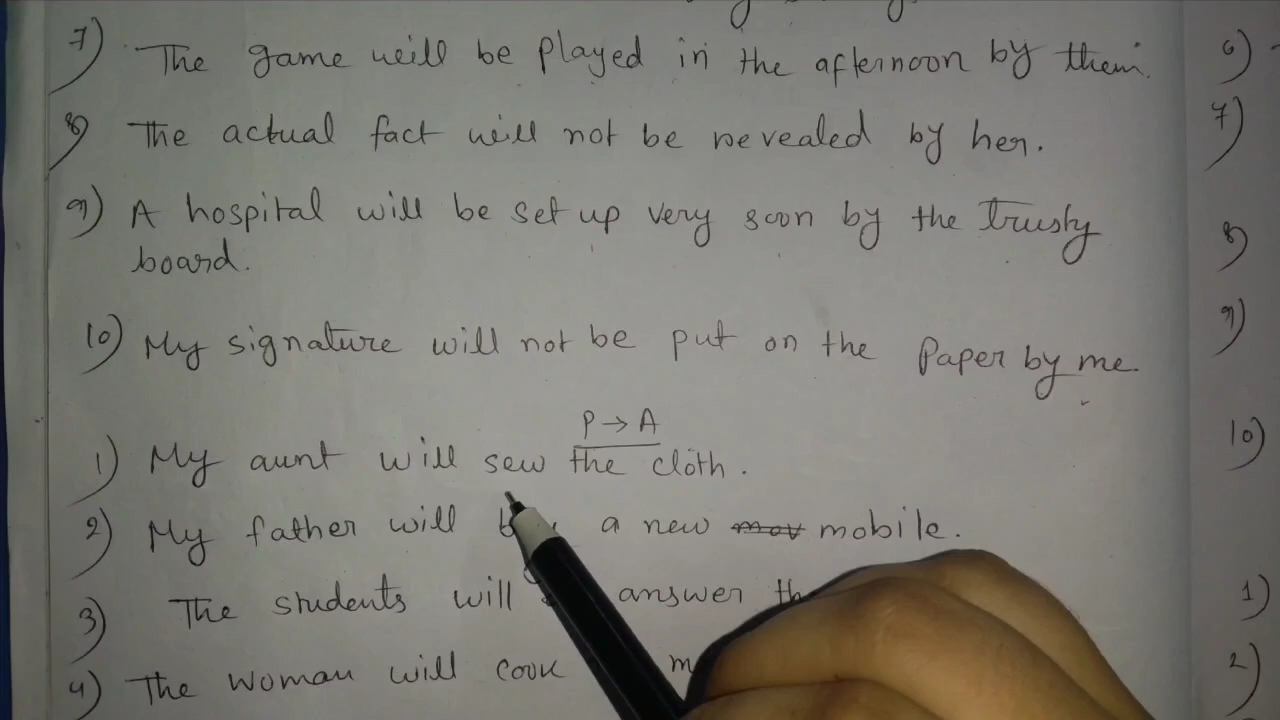 7) The game will be played in the afternoon by them.
8) The actual fact will not be revealed by her.
9) A hospital will be set up very soon by the trusty
board.
10) My signature will not be put on the paper by me.
P → A
1) My aunt will sew the cloth.
2) My father will a new mov mobile.
3) The students will answer
4) The woman will cook
6)
7)
8)
9)
10)
1)
2)